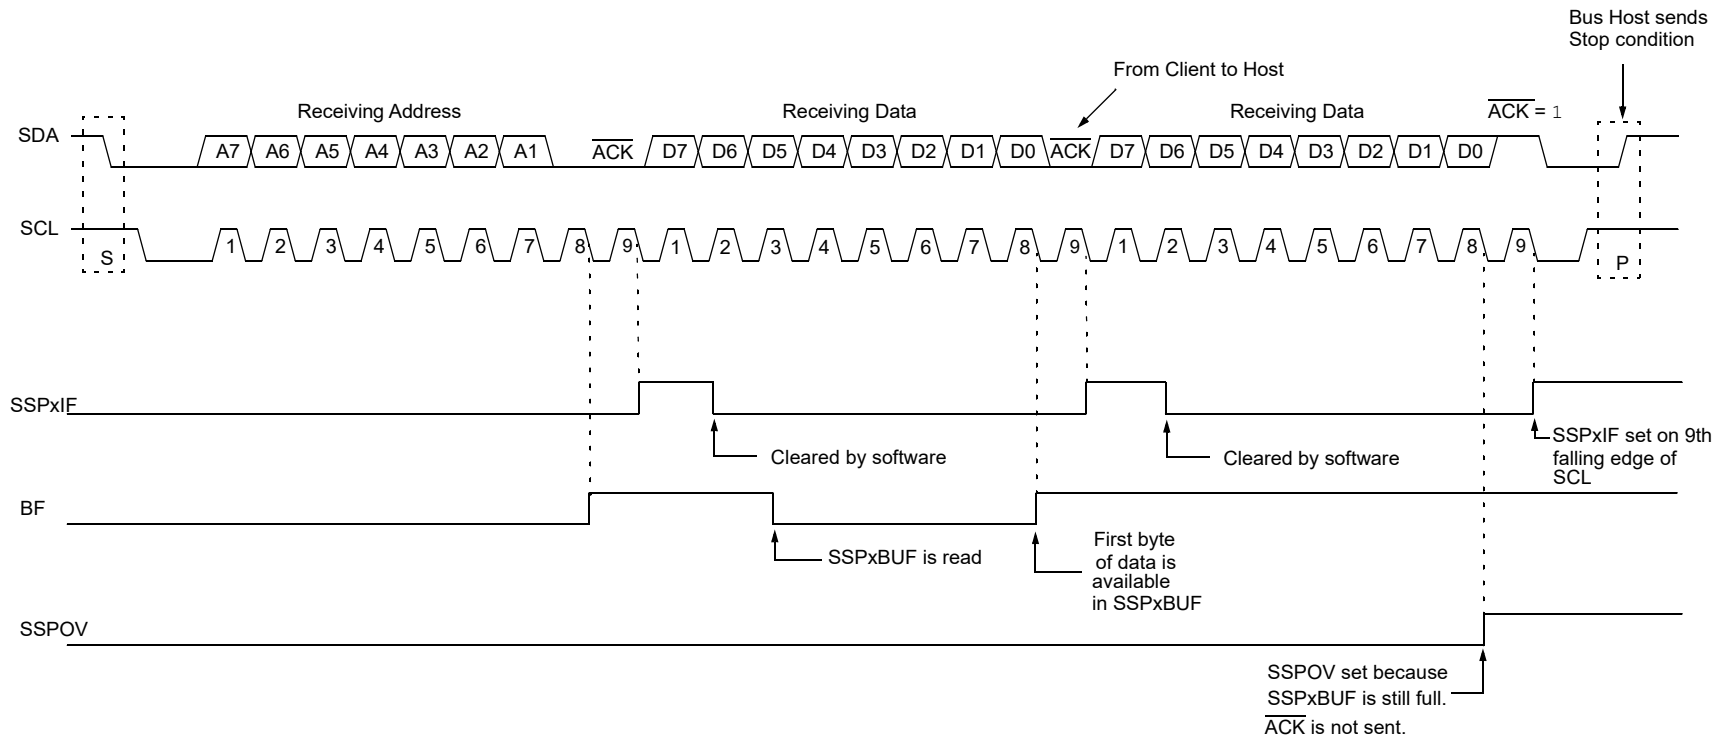 Bus Host sends
Stop condition
From Client to Host
Receiving Address
Receiving Data
Receiving Data
ACK = 1
SDA
A7 A6 A5 A4 A3 A2 A1 ACK D7 D6 D5 D4 D3 D2 D1 D0 ACK D7 D6 D5 D4 D3 D2 D1 D0
SCL
1 2 3 4 5 6 7 8 9 1 2 3 4 5 6 7 8 9 1 2 3 4 5 6 7 8 9
S
P
SSPxIF
Cleared by software
Cleared by software
SSPxIF set on 9th
falling edge of
SCL
BF
SSPxBUF is read
First byte
of data is
available
in SSPxBUF
SSPOV
SSPOV set because
SSPxBUF is still full.
ACK is not sent.